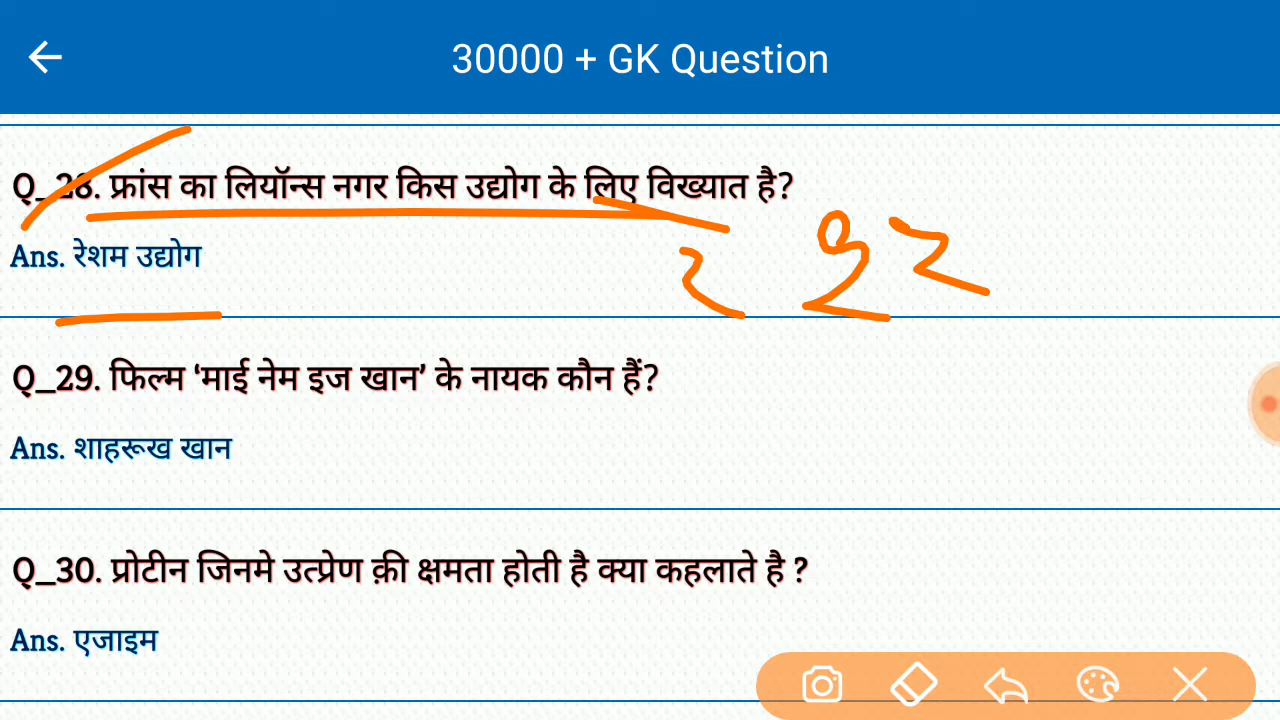 30000 + GK Question
Q_28. फ्रांस का लियॉन्स नगर किस उद्योग के लिए विख्यात है?
Ans. रेशम उद्योग
Q_29. फिल्म ‘माई नेम इज खान’ के नायक कौन हैं?
Ans. शाहरूख खान
Q_30. प्रोटीन जिनमे उत्प्रेण क़ी क्षमता होती है क्या कहलाते है ?
Ans. एजाइम